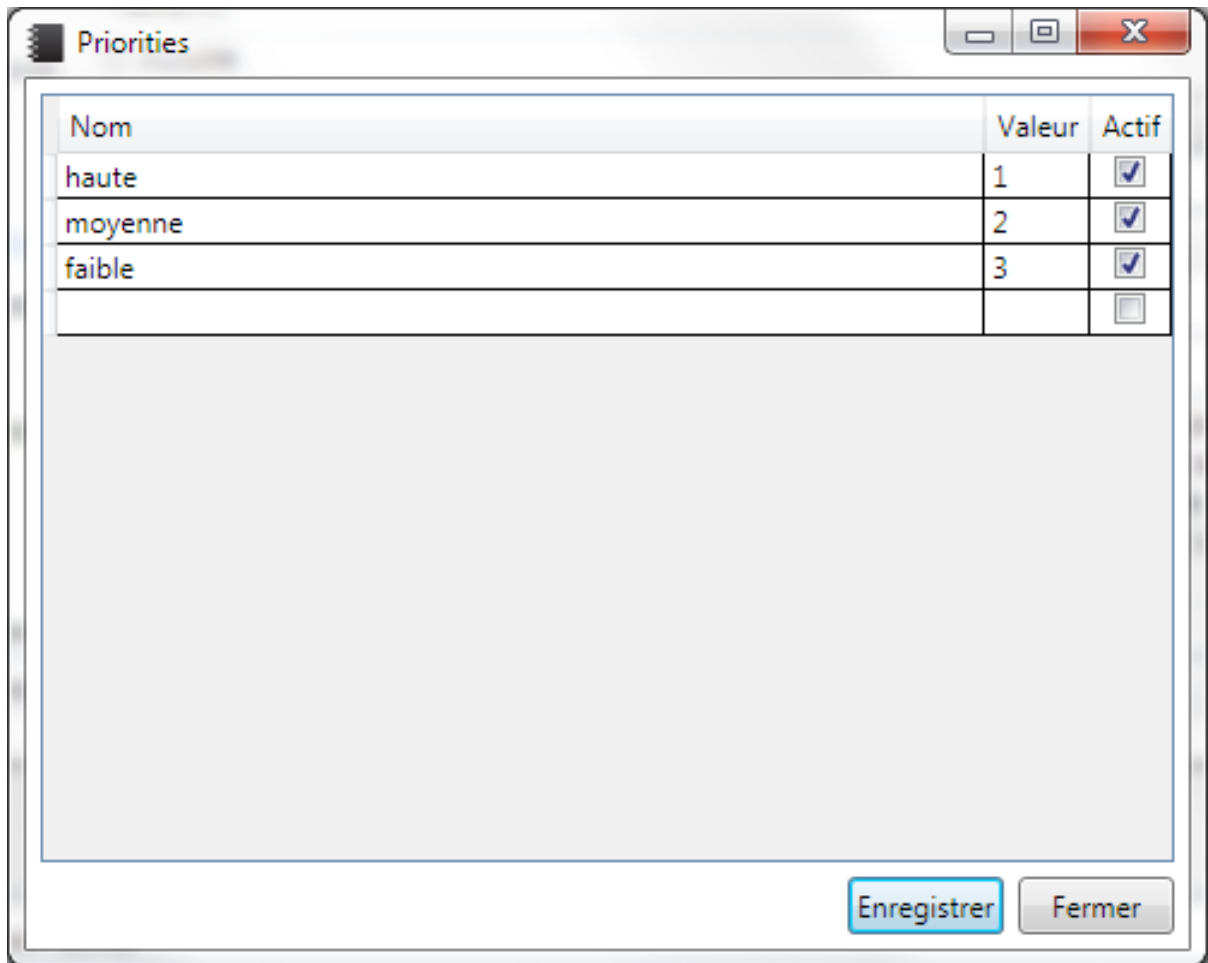 Priorities
Nom Valeur Actif
haute 1
moyenne 2
faible 3
Enregistrer Fermer